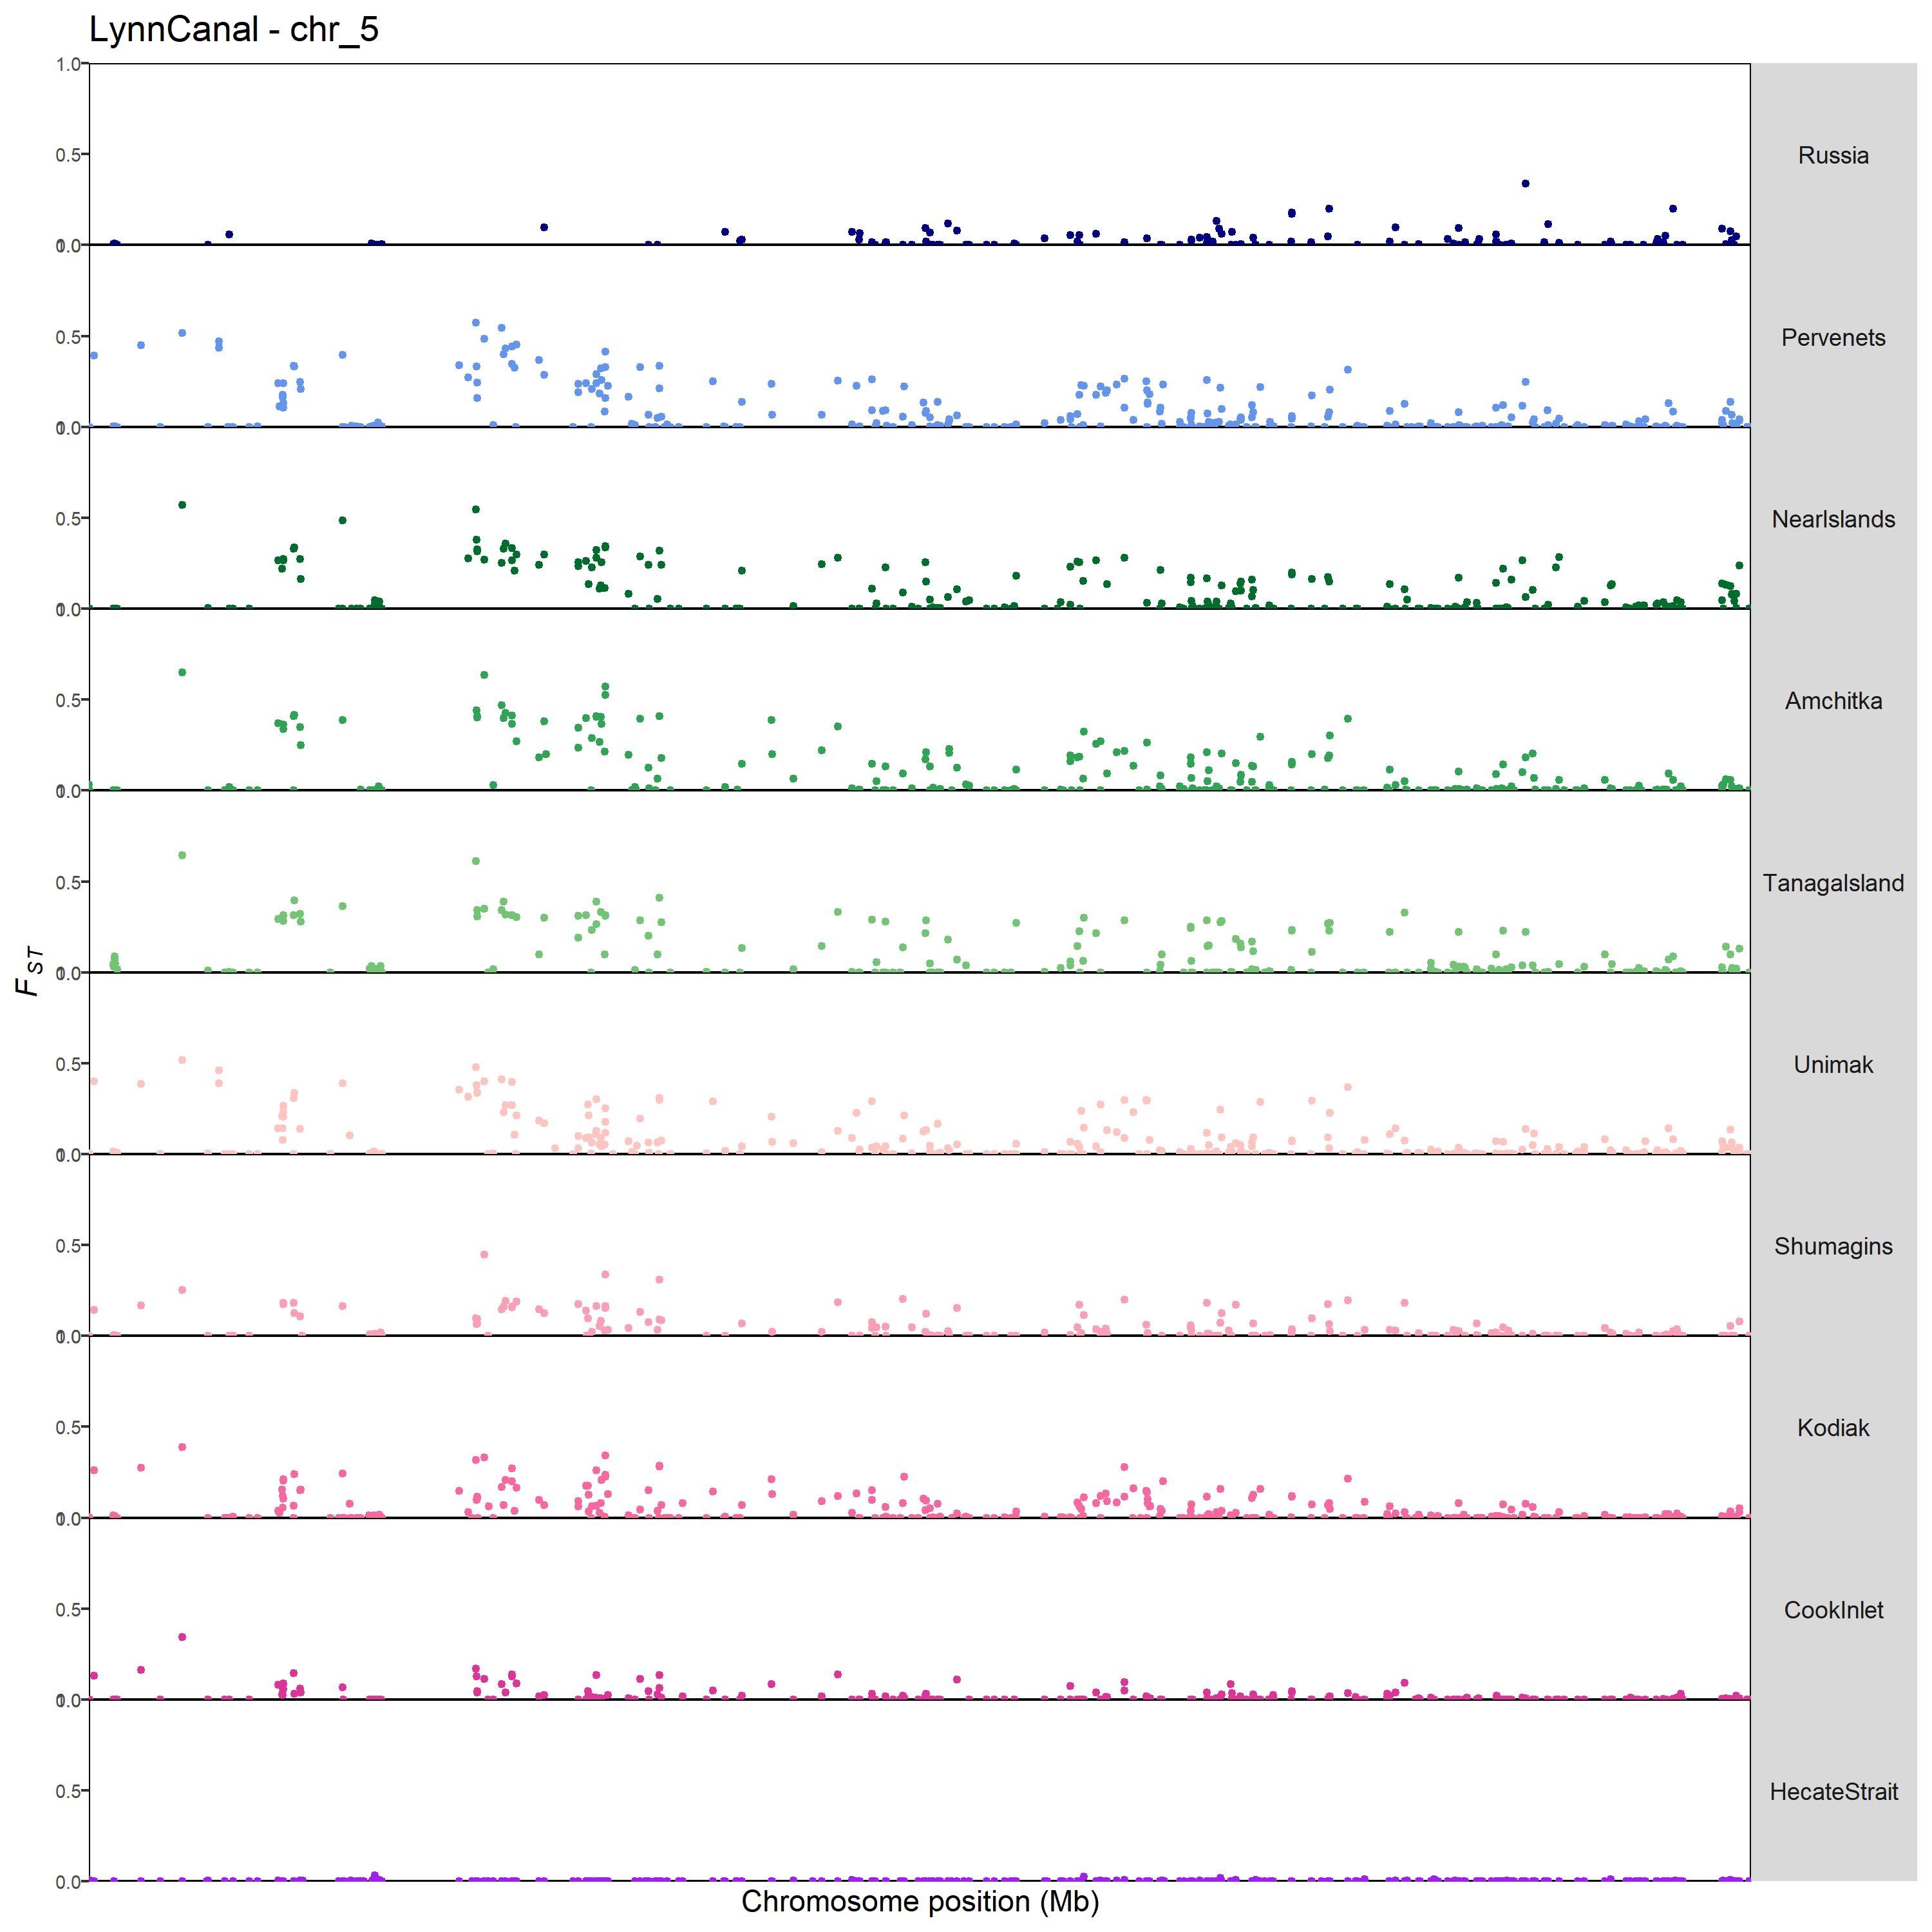 LynnCanal - chr_5
1.0
0.5
0.0
Russia
0.5
0.0
Pervenets
0.5
0.0
NearIslands
0.5
0.0
Amchitka
0.5
0.0
TanagaIsland
0.5
0.0
Unimak
0.5
0.0
Shumagins
0.5
0.0
Kodiak
0.5
0.0
CookInlet
0.5
0.0
HecateStrait
FST
Chromosome position (Mb)